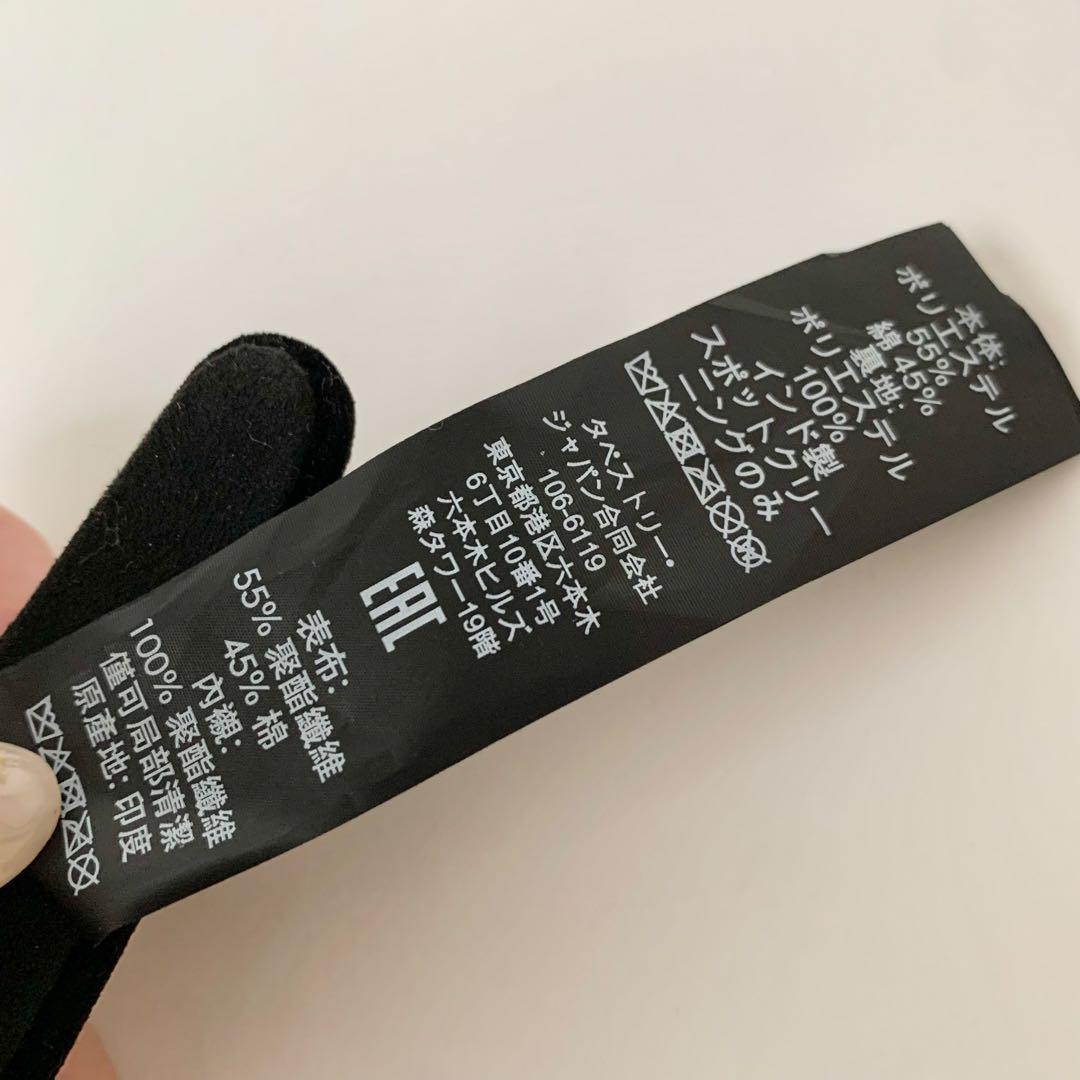 本体:
ポリエステル
55%
綿 45%
裏地:
ポリエステル
100%
インド製
スポットクリー
ニングのみ
タペストリー・
ジャパン合同会社
106-6119
東京都港区六本木
6丁目10番1号
六本木ヒルズ
森タワー19階
EAC
表布:
55% 聚酯纖維
45% 棉
內襯:
100% 聚酯纖維
僅可局部清潔
原產地: 印度